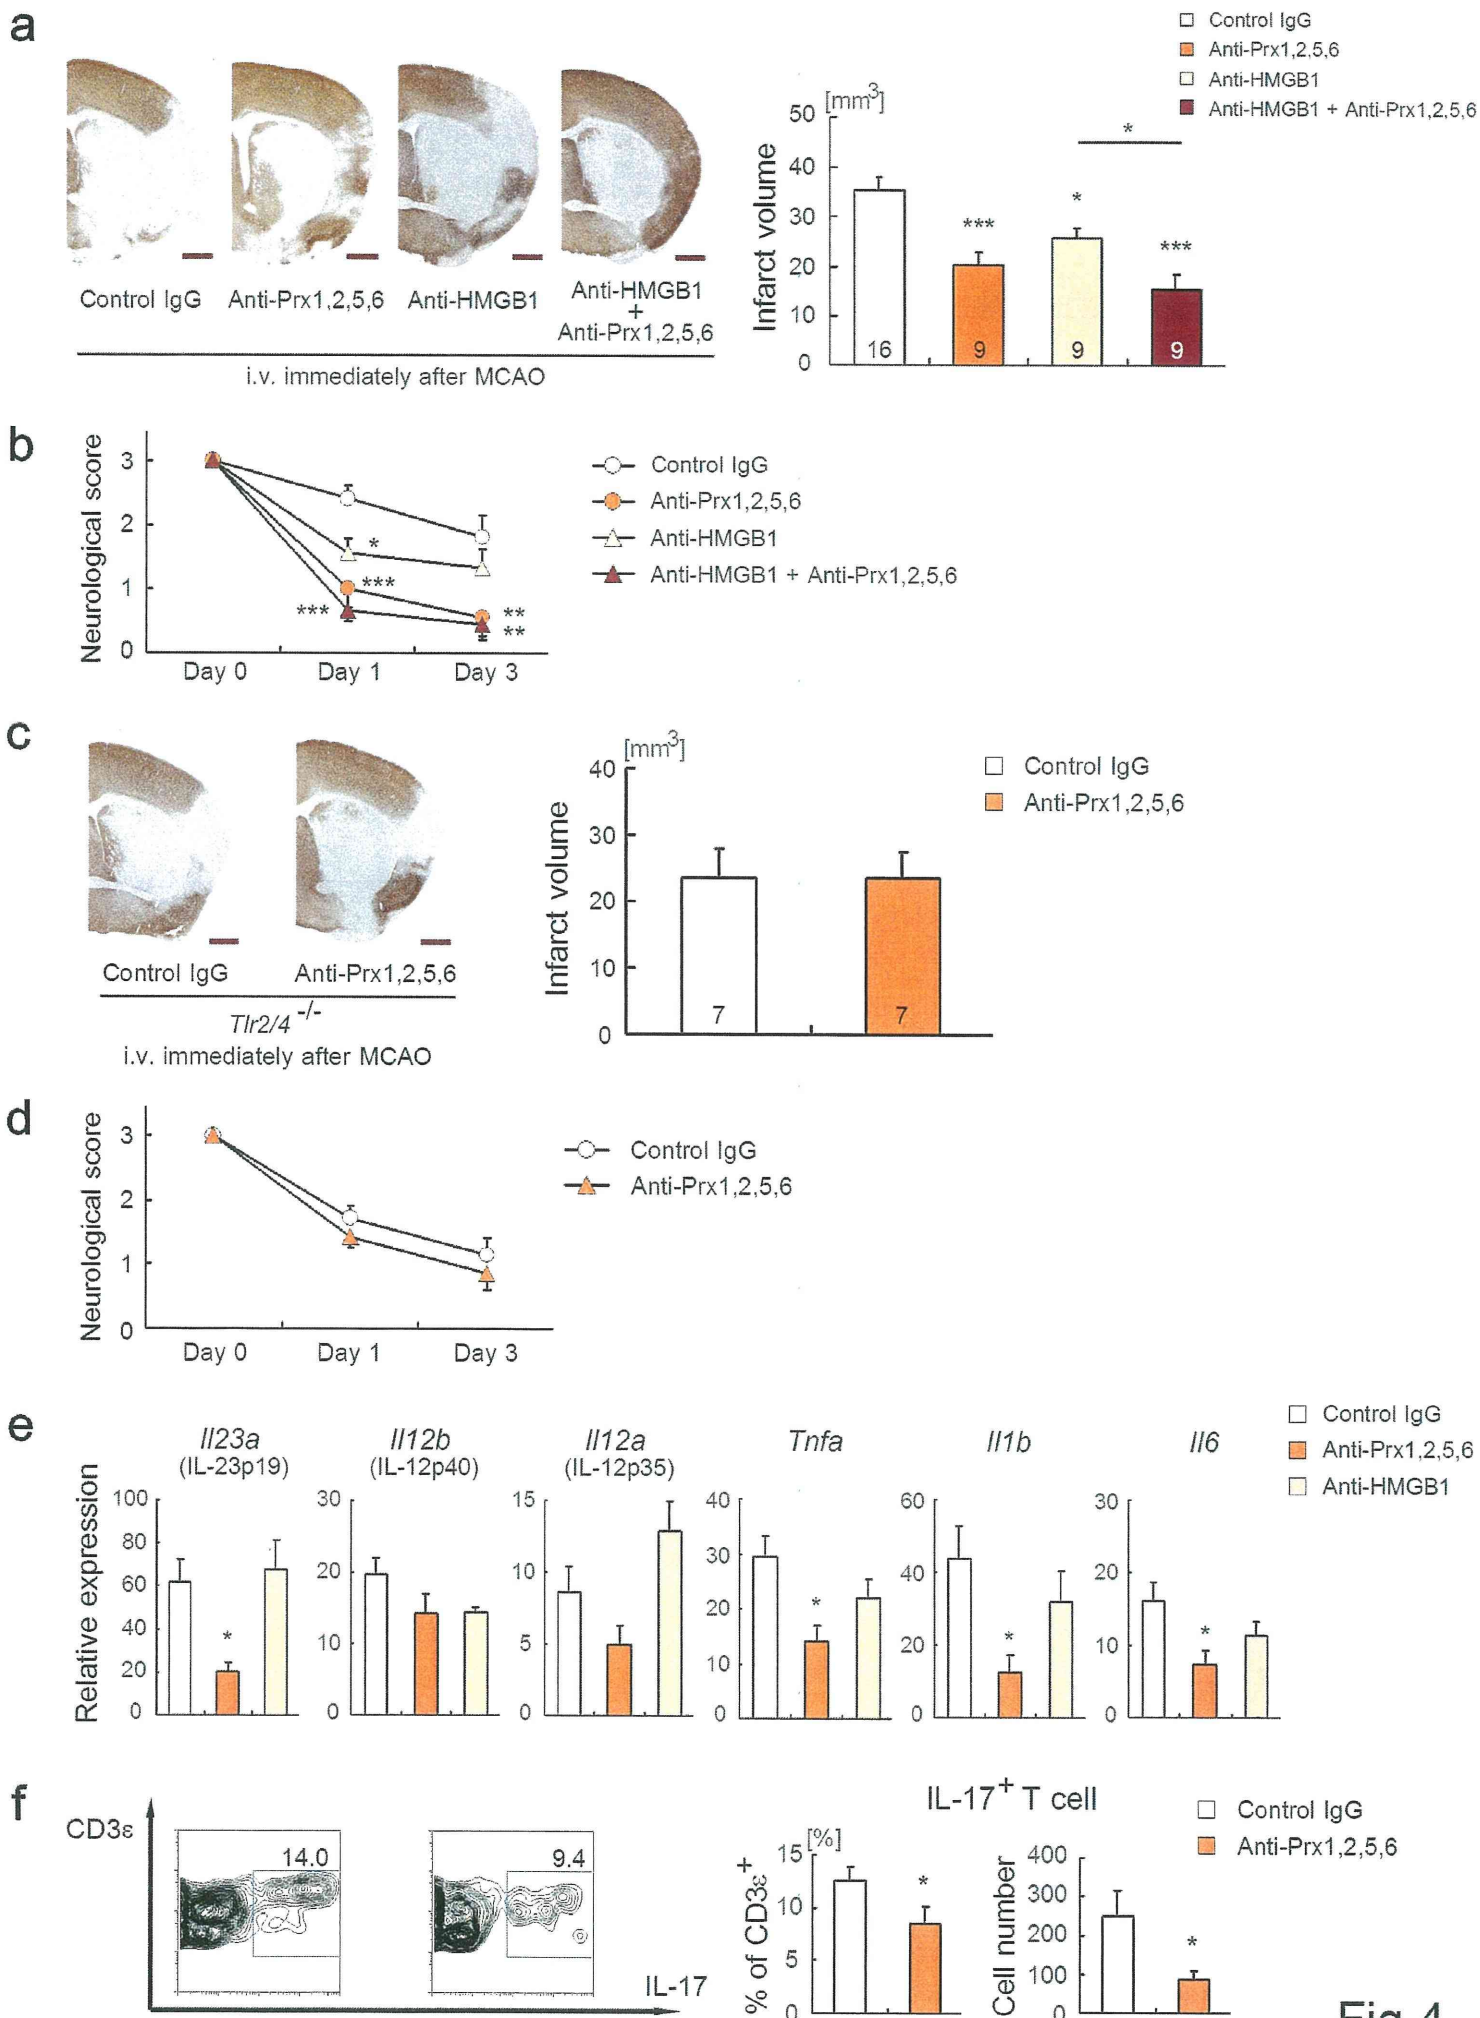 a
Control IgG
Anti-Prx1,2,5,6
Anti-HMGB1
Anti-HMGB1 + Anti-Prx1,2,5,6
Control IgG
Anti-Prx1,2,5,6
Anti-HMGB1
Anti-HMGB1
+
Anti-Prx1,2,5,6
i.v. immediately after MCAO
[mm3]
Infarct volume
50
40
30
20
10
0
***
*
*
***
16
9
9
9
b
Neurological score
3
2
1
0
*
***
***
**
**
Day 0
Day 1
Day 3
Control IgG
Anti-Prx1,2,5,6
Anti-HMGB1
Anti-HMGB1 + Anti-Prx1,2,5,6
c
Control IgG
Anti-Prx1,2,5,6
Tlr2/4 -/-
i.v. immediately after MCAO
[mm3]
Infarct volume
40
30
20
10
0
7
7
Control IgG
Anti-Prx1,2,5,6
d
Neurological score
3
2
1
0
Day 0
Day 1
Day 3
Control IgG
Anti-Prx1,2,5,6
e
Control IgG
Anti-Prx1,2,5,6
Anti-HMGB1
Relative expression
Il23a
(IL-23p19)
100
80
60
40
20
0
*
Il12b
(IL-12p40)
30
20
10
0
Il12a
(IL-12p35)
15
10
5
0
Tnfa
40
30
20
10
0
*
Il1b
60
40
20
0
*
Il6
30
20
10
0
*
f
CD3ε
14.0
9.4
IL-17
IL-17+ T cell
Control IgG
Anti-Prx1,2,5,6
[%]
% of CD3ε+
15
10
5
0
*
Cell number
400
300
200
100
0
*